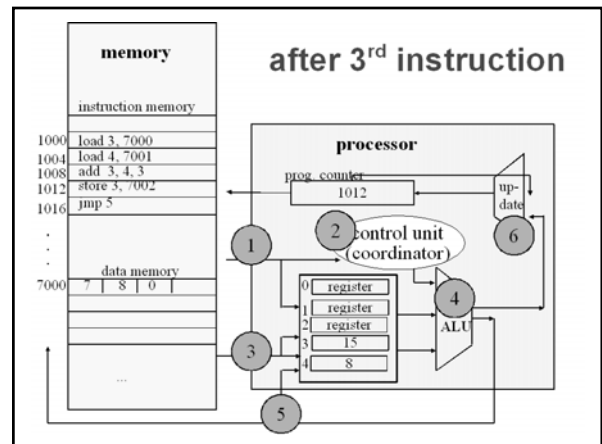 after 3rd instruction
memory
instruction memory
1000 load 3, 7000
1004 load 4, 7001
1008 add 3, 4, 3
1012 store 3, 7002
1016 jmp 5
.
.
.
data memory
7000 7 8 0
...
processor
prog. counter
1012
up-
date
6
2
control unit
(coordinator)
1
0 register
1 register
2 register
3 15
4 8
4
ALU
3
5